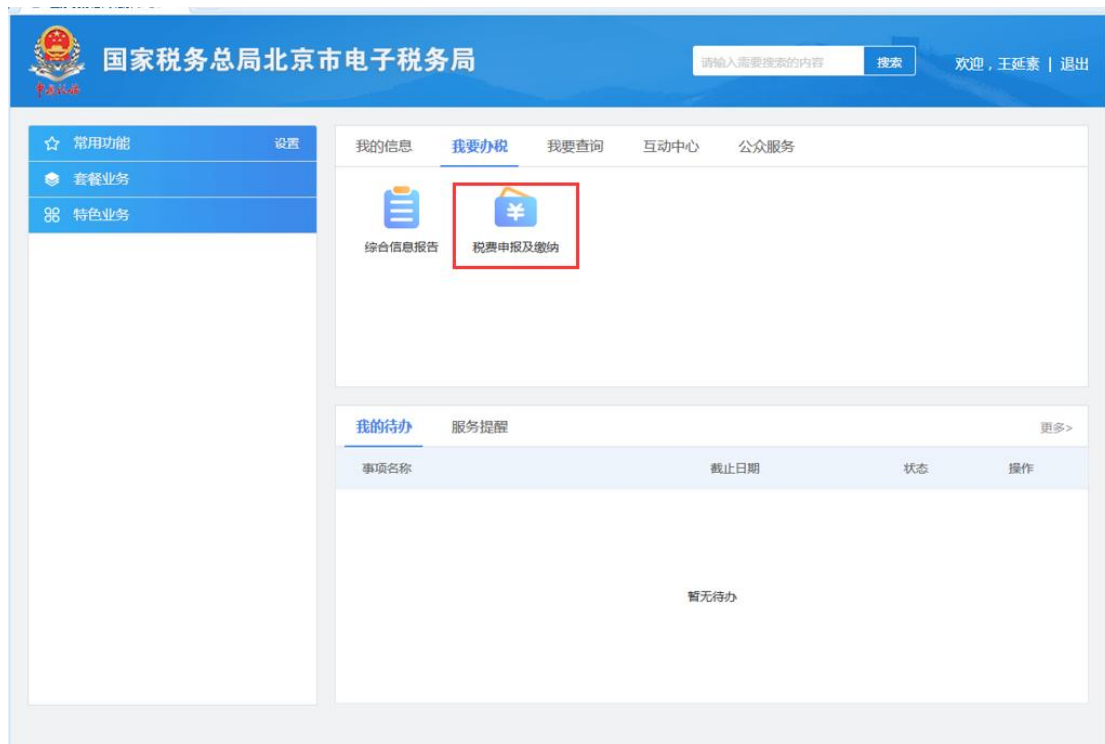 国家税务总局北京市电子税务局
中国税务
请输入需要搜索的内容 搜索 欢迎，王延素 | 退出
常用功能 设置
套餐业务
特色业务
我的信息 我要办税 我要查询 互动中心 公众服务
综合信息报告 税费申报及缴纳
我的待办 服务提醒 更多>
事项名称 截止日期 状态 操作
暂无待办